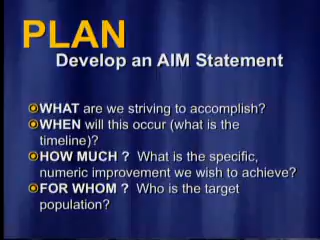 PLAN
Develop an AIM Statement
WHAT are we striving to accomplish?
WHEN will this occur (what is the
timeline)?
HOW MUCH ? What is the specific,
numeric improvement we wish to achieve?
FOR WHOM ? Who is the target
population?